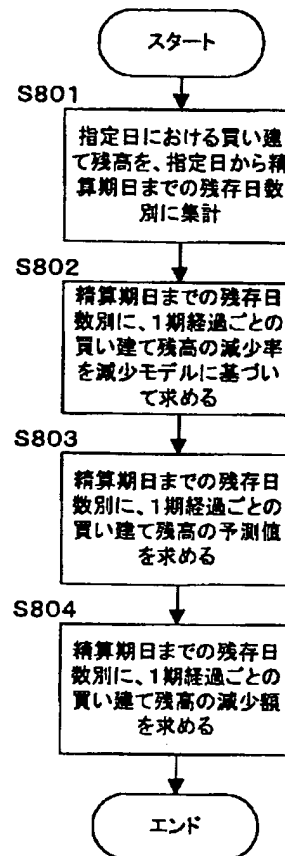 スタート
S801
指定日における買い建
て残高を、指定日から精
算期日までの残存日数
別に集計
S802
精算期日までの残存日
数別に、1期経過ごとの
買い建て残高の減少率
を減少モデルに基づい
て求める
S803
精算期日までの残存日
数別に、1期経過ごとの
買い建て残高の予測値
を求める
S804
精算期日までの残存日
数別に、1期経過ごとの
買い建て残高の減少額
を求める
エンド